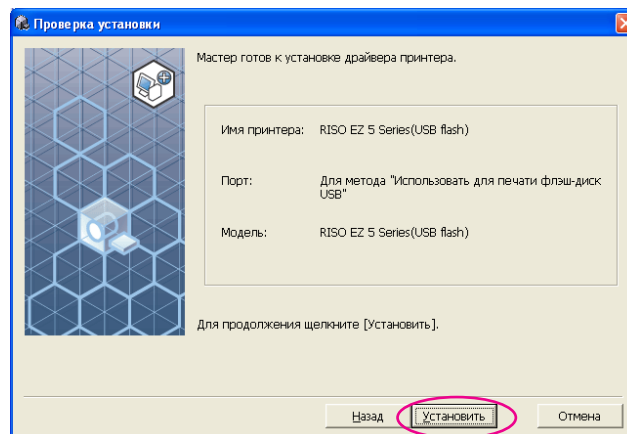 Проверка установки
Мастер готов к установке драйвера принтера.
Имя принтера: RISO EZ 5 Series(USB flash)
Порт: Для метода "Использовать для печати флэш-диск
USB"
Модель: RISO EZ 5 Series(USB flash)
Для продолжения щелкните [Установить].
Назад Установить Отмена